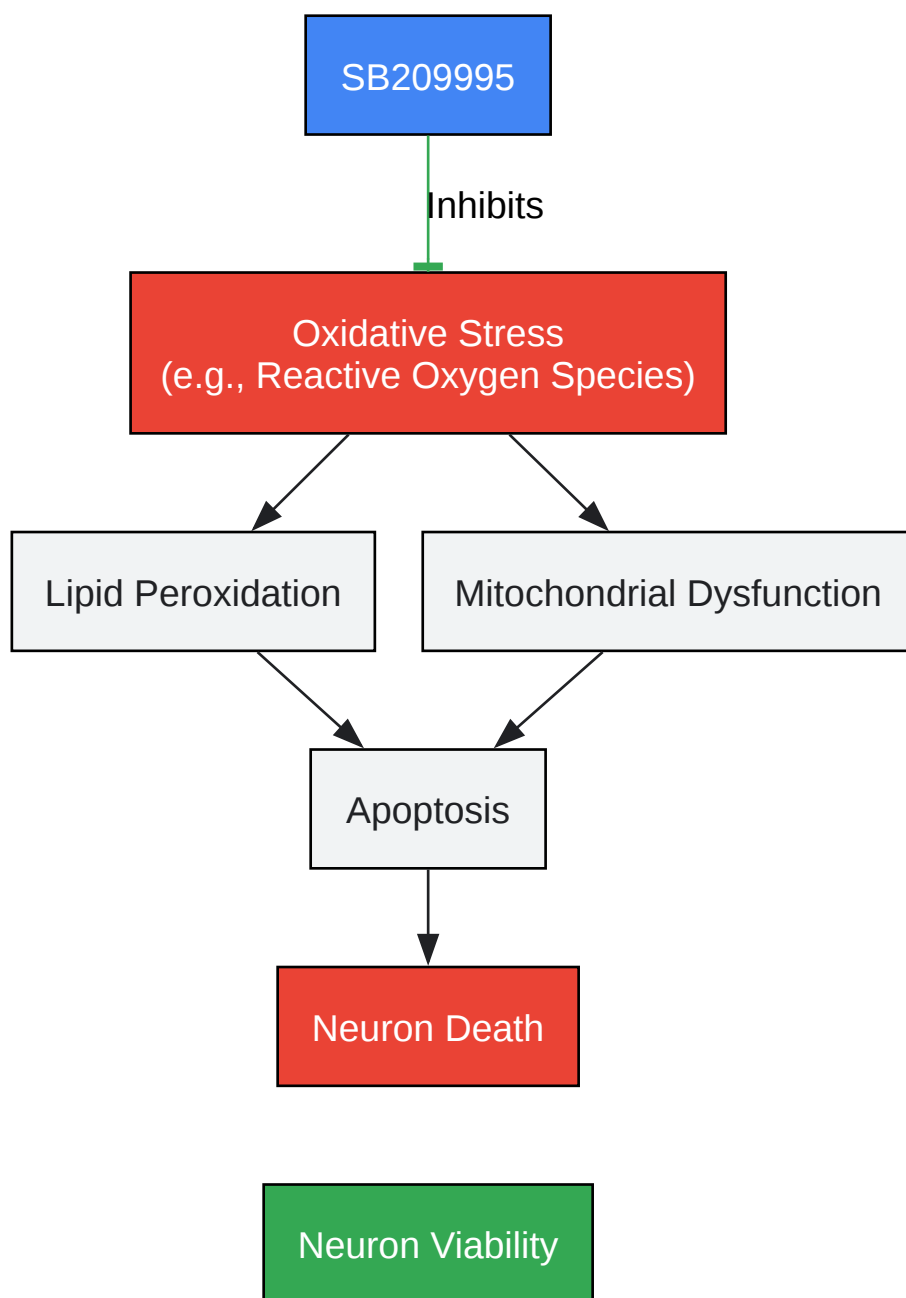 SB209995
Inhibits
Oxidative Stress
(e.g., Reactive Oxygen Species)
Lipid Peroxidation
Mitochondrial Dysfunction
Apoptosis
Neuron Death
Neuron Viability